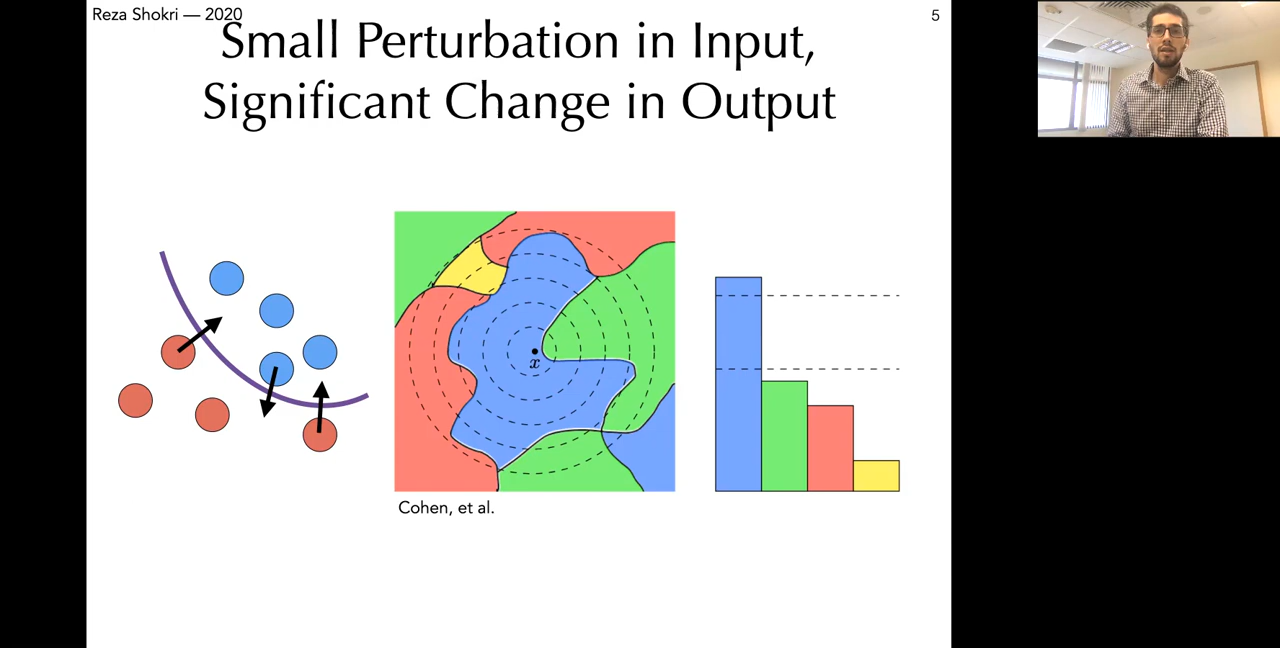 Reza Shokri — 2020
5
Small Perturbation in Input,
Significant Change in Output
x
Cohen, et al.